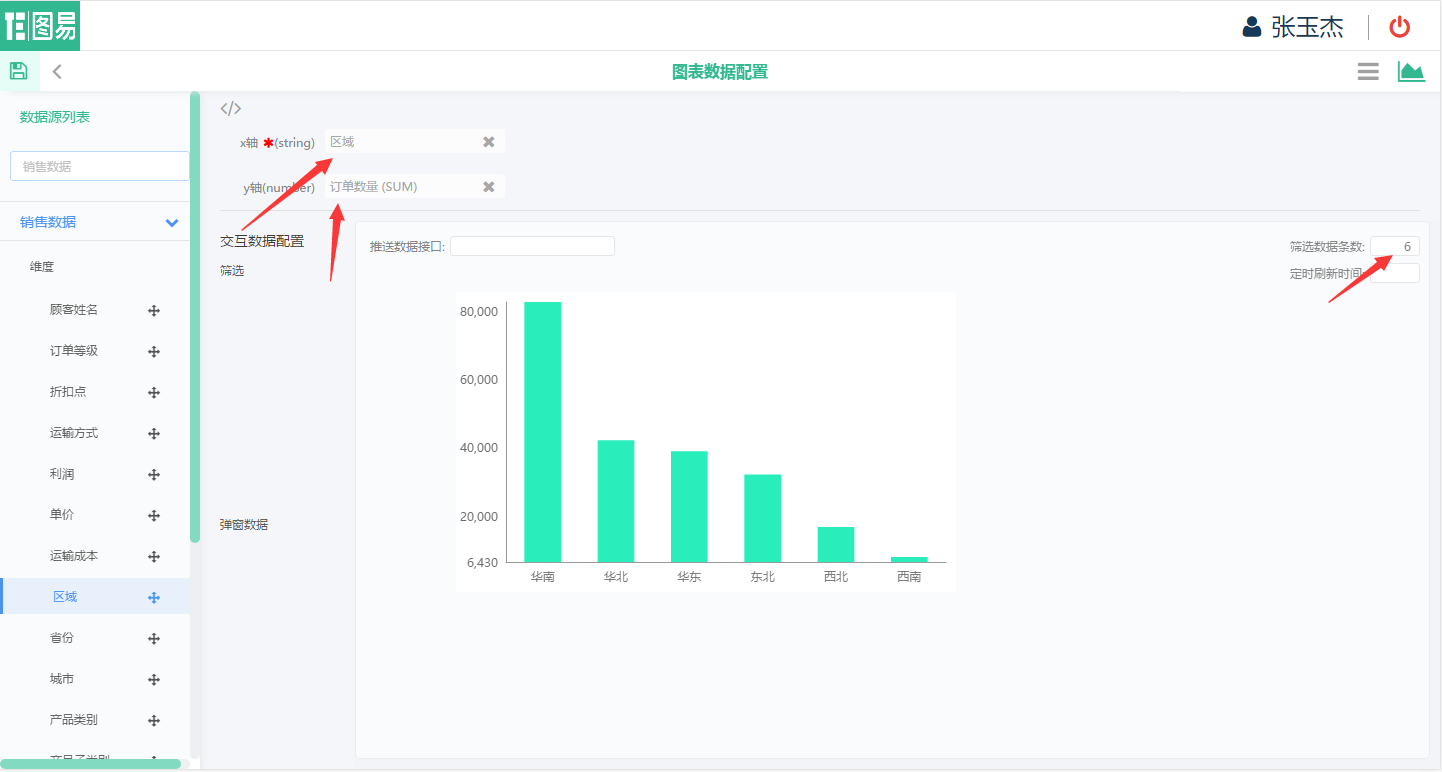 图易
张玉杰
图表数据配置
数据源列表
销售数据
销售数据
维度
顾客姓名
订单等级
折扣点
运输方式
利润
单价
运输成本
区域
省份
城市
产品类别
产品子类别
</>
x轴 ✱(string) 区域
y轴(number) 订单数量 (SUM)
交互数据配置
筛选
弹窗数据
推送数据接口:
筛选数据条数: 6
定时刷新时间:
80,000
60,000
40,000
20,000
6,430
华南 华北 华东 东北 西北 西南